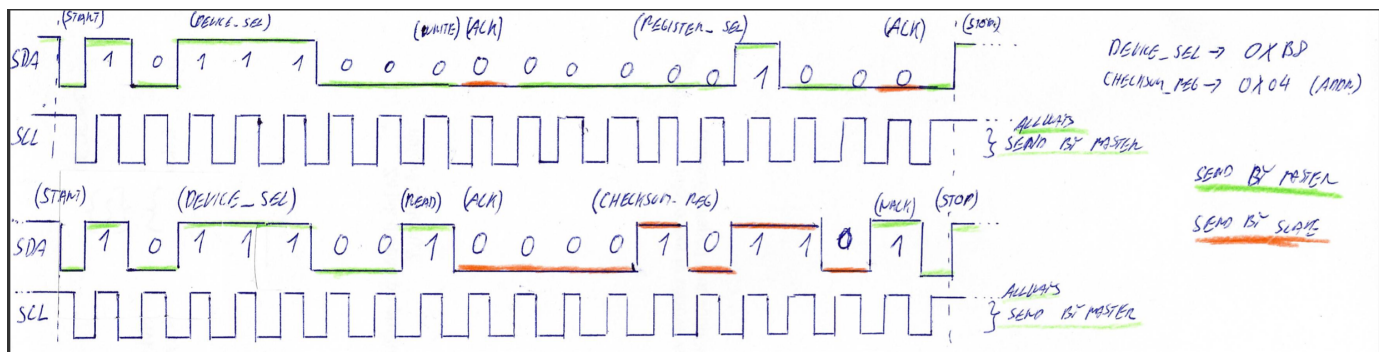 (START) (DEVICE_SEL) (WRITE) (ACK) (REGISTER_SEL) (ACK) (STOP)
SDA 1 0 1 1 1 0 0 0 0 0 0 0 0 0 1 0 0 0
DEVICE_SEL → 0XB8
CHECKSUM_REG → 0X04 (ADDR)
SCL
ALLWAYS
SEND BY MASTER
SEND BY MASTER
SEND BY SLAVE
(START) (DEVICE_SEL) (READ) (ACK) (CHECKSUM_REG) (NACK) (STOP)
SDA 1 0 1 1 1 0 0 1 0 0 0 0 1 0 1 1 0 1
SCL
ALLWAYS
SEND BY MASTER